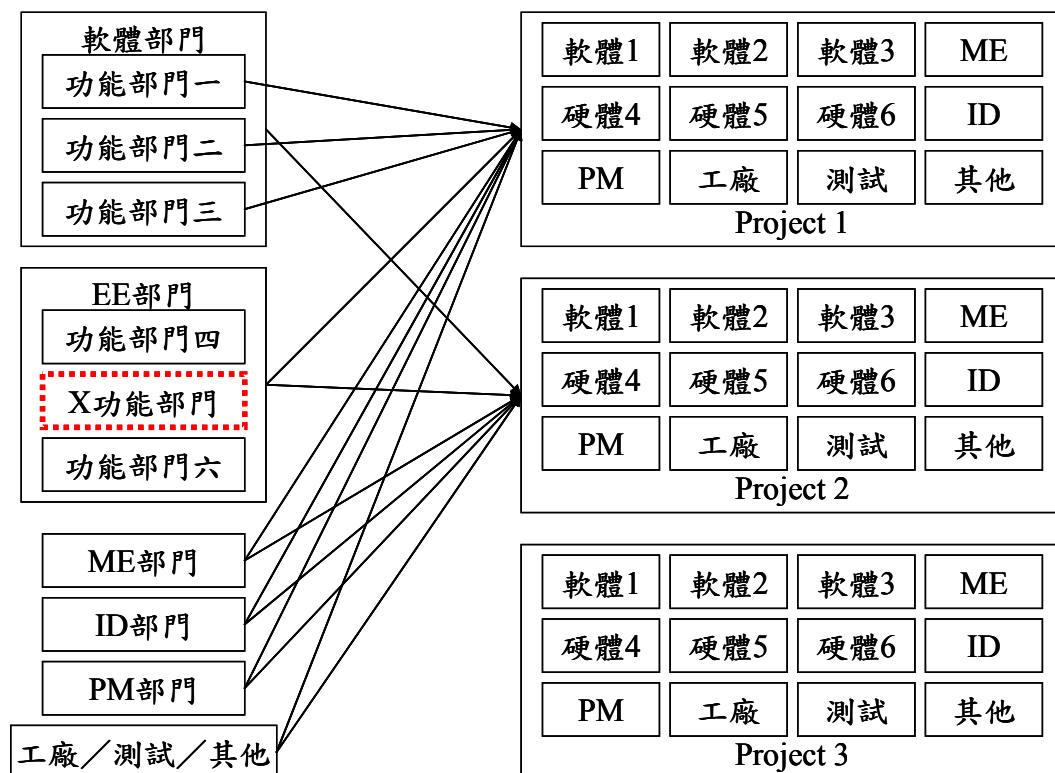 軟體部門
功能部門一
功能部門二
功能部門三
EE部門
功能部門四
X功能部門
功能部門六
ME部門
ID部門
PM部門
工廠／測試／其他
軟體1 軟體2 軟體3 ME
硬體4 硬體5 硬體6 ID
PM 工廠 測試 其他
Project 1
軟體1 軟體2 軟體3 ME
硬體4 硬體5 硬體6 ID
PM 工廠 測試 其他
Project 2
軟體1 軟體2 軟體3 ME
硬體4 硬體5 硬體6 ID
PM 工廠 測試 其他
Project 3